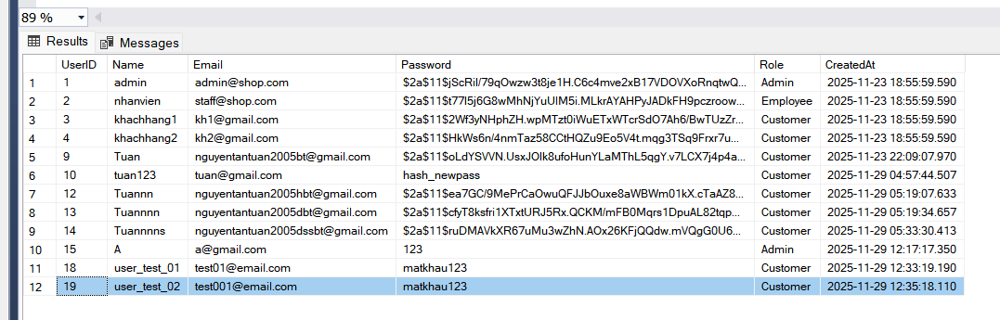 89 %
Results Messages
UserID Name Email Password Role CreatedAt
1 1 admin admin@shop.com $2a$11$jScRil/79qOwzw3t8je1H.C6c4mve2xB17VDOVXoRnqtwQ... Admin 2025-11-23 18:55:59.590
2 2 nhanvien staff@shop.com $2a$11$t77I5j6G8wMhNjYuUlM5i.MLkrAYAHPyJADkFH9pczroow... Employee 2025-11-23 18:55:59.590
3 3 khachhang1 kh1@gmail.com $2a$11$2Wf3yNHphZH.wpMTzt0iWuETxWTcrSdO7Ah6/BwTUzZr... Customer 2025-11-23 18:55:59.590
4 4 khachhang2 kh2@gmail.com $2a$11$HkWs6n/4nmTaz58CCtHQZu9Eo5V4t.mqg3TSq9Frxr7u... Customer 2025-11-23 18:55:59.590
5 9 Tuan nguyentantuan2005bt@gmail.com $2a$11$oLdYSVVN.UsxJOlk8ufoHunYLaMThL5qgY.v7LCX7j4p4a... Customer 2025-11-23 22:09:07.970
6 10 tuan123 tuan@gmail.com hash_newpass Customer 2025-11-29 04:57:44.507
7 12 Tuannn nguyentantuan2005hbt@gmail.com $2a$11$ea7GC/9MePrCaOwuQFJJbOuxe8aWBWm01kX.cTaAZ8... Customer 2025-11-29 05:19:07.633
8 13 Tuannnn nguyentantuan2005dbt@gmail.com $2a$11$cfyT8ksfri1XTxtURJ5Rx.QCKM/mFB0Mqrs1DpuAL82tqp... Customer 2025-11-29 05:19:34.657
9 14 Tuannnns nguyentantuan2005dssbt@gmail.com $2a$11$ruDMAVkXR67uMu3wZhN.AOx26KFjQQdw.mVQgG0U6... Customer 2025-11-29 05:33:30.413
10 15 A a@gmail.com 123 Admin 2025-11-29 12:17:17.350
11 18 user_test_01 test01@email.com matkhau123 Customer 2025-11-29 12:33:19.190
12 19 user_test_02 test001@email.com matkhau123 Customer 2025-11-29 12:35:18.110